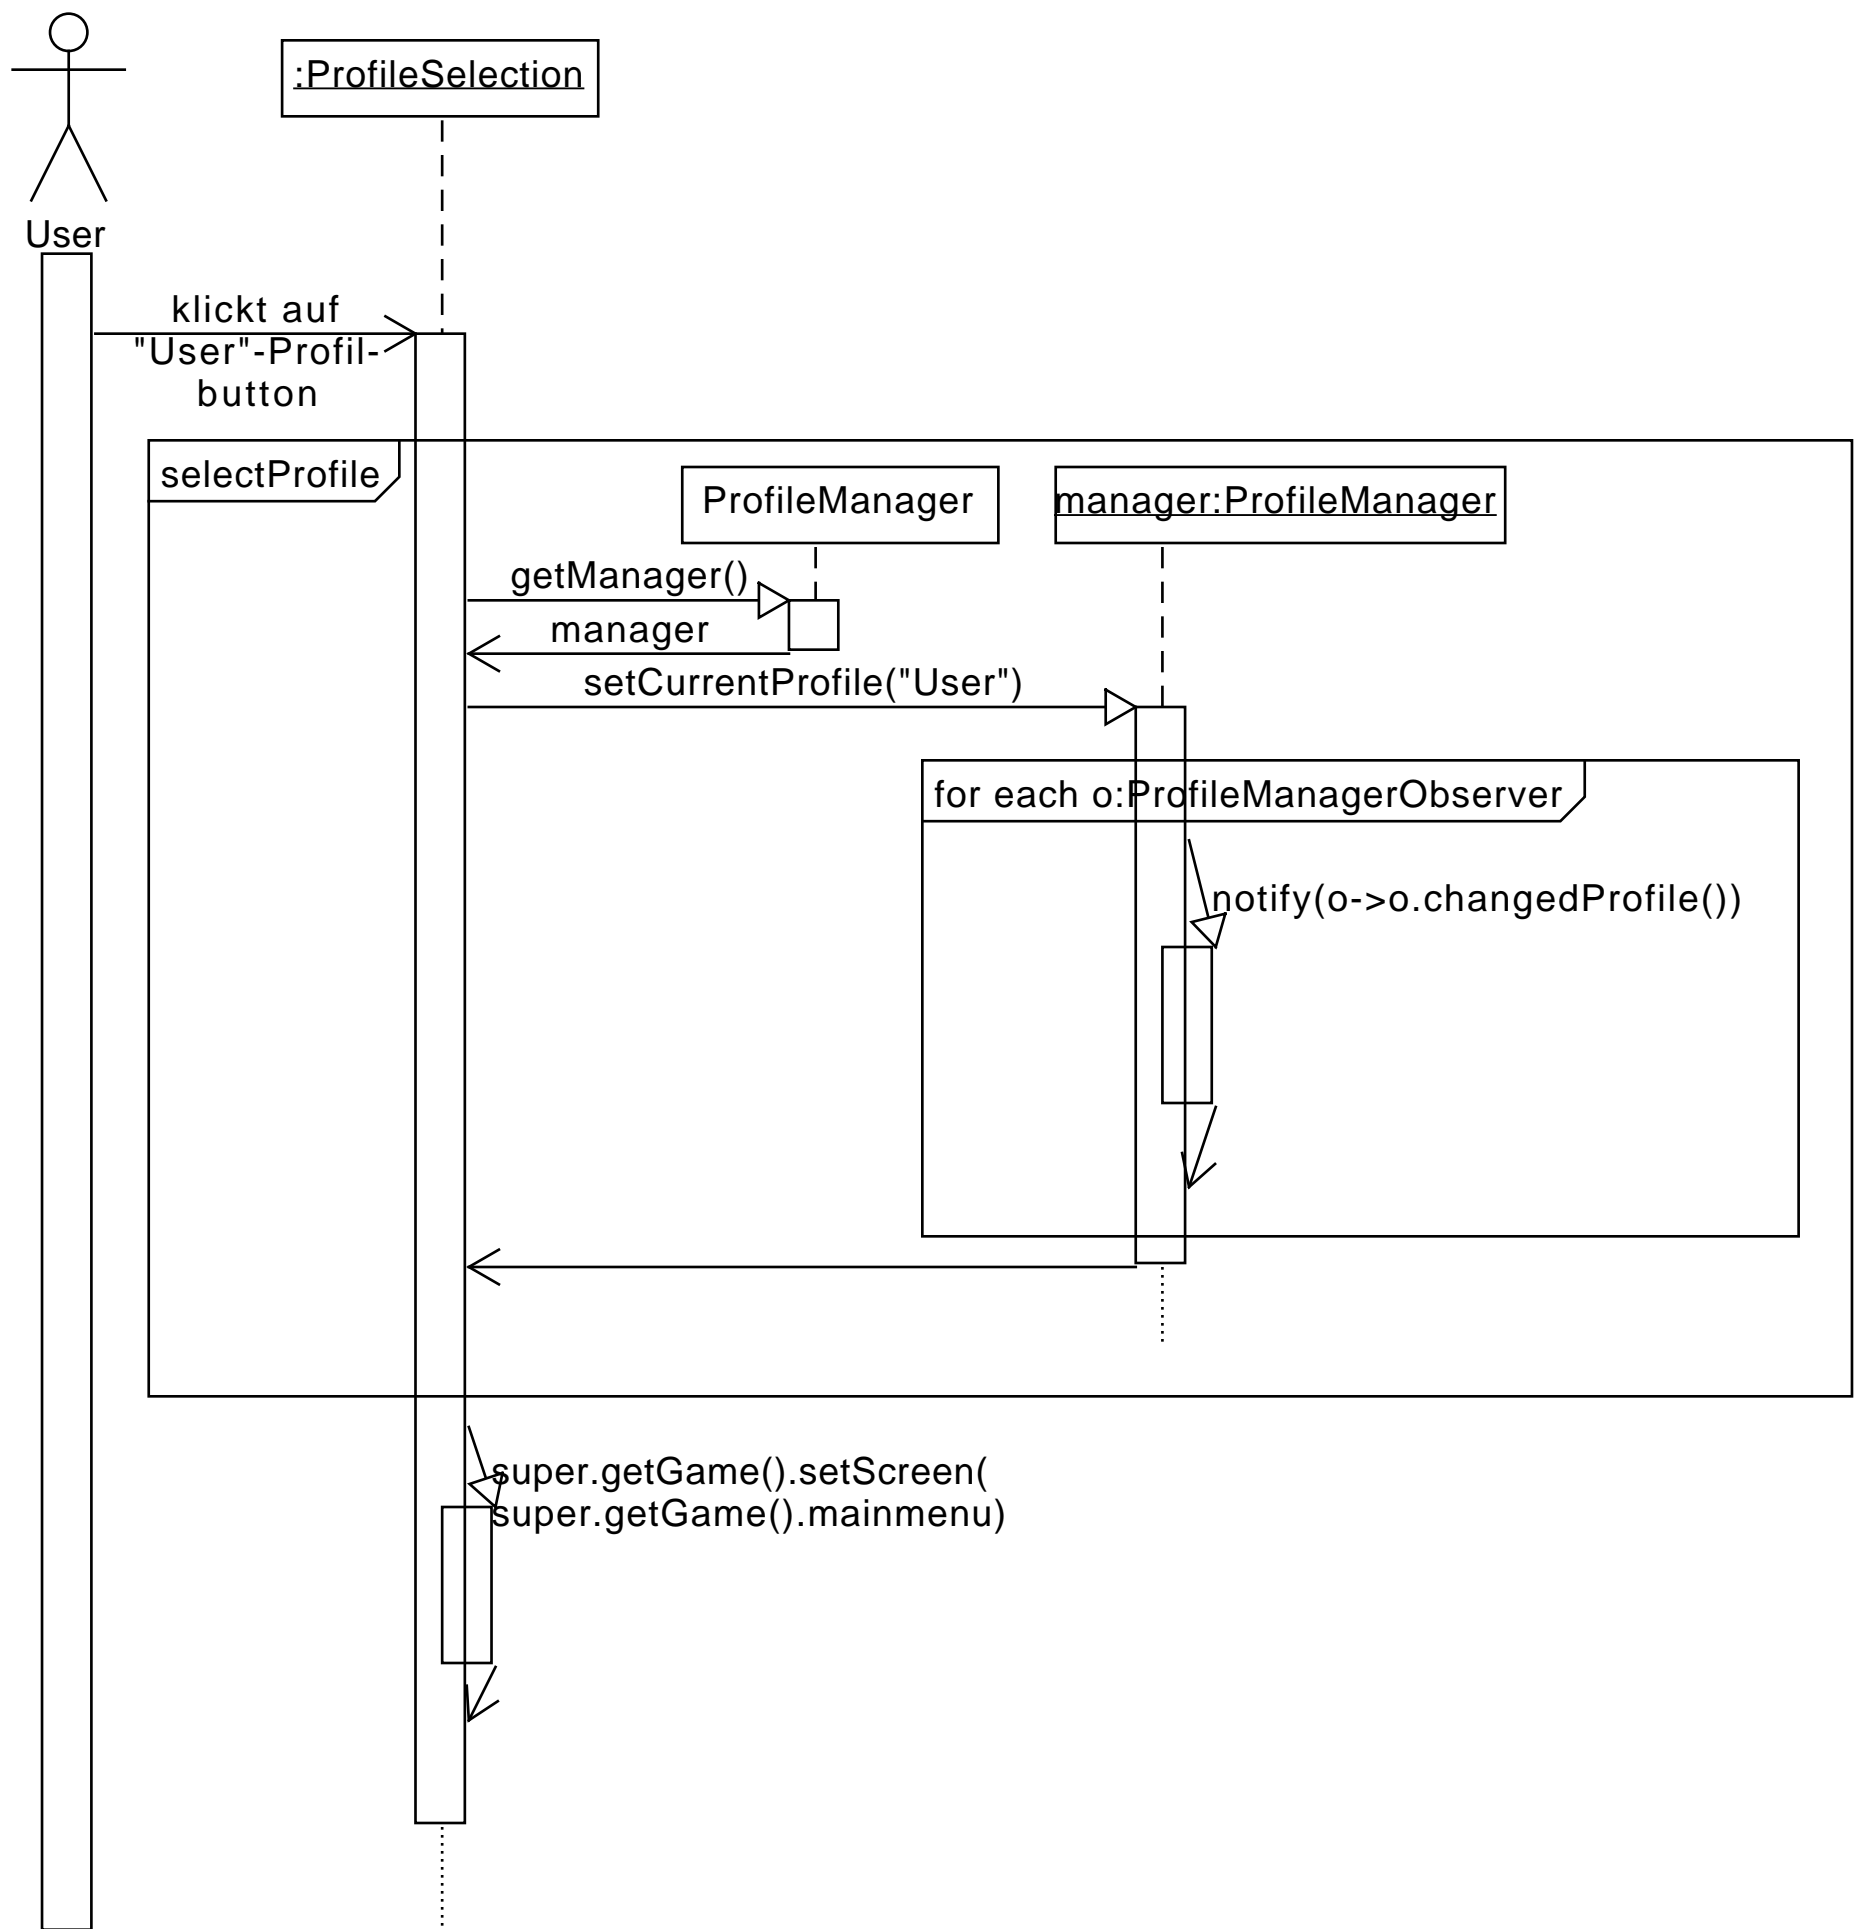 :ProfileSelection
User
klickt auf
"User"-Profil-
button
selectProfile
ProfileManager
manager:ProfileManager
getManager()
manager
setCurrentProfile("User")
for each o:ProfileManagerObserver
notify(o->o.changedProfile())
super.getGame().setScreen(
super.getGame().mainmenu)